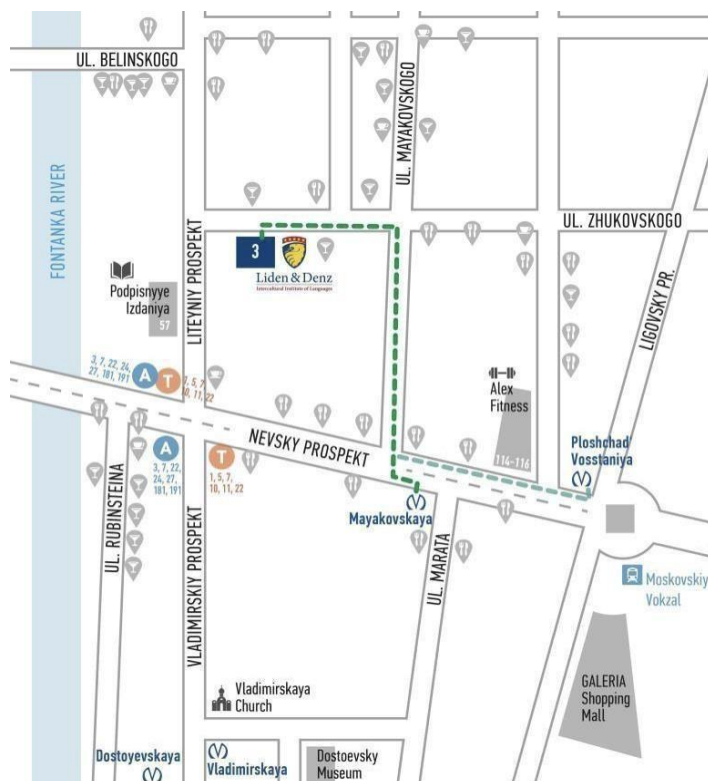 UL. BELINSKOGO
UL. MAYAKOVSKOGO
FONTANKA RIVER
LITEYNIY PROSPEKT
UL. ZHUKOVSKOGO
3
Liden & Denz
Intercultural Institute of Languages
LIGOVSKY PR.
Podpisnyye
Izdaniya
57
3, 7, 22, 24,
27, 181, 191
A
T
1, 5, 7,
10, 11, 22
Alex
Fitness
114-116
NEVSKY PROSPEKT
Ploshchad
Vosstaniya
A
3, 7, 22,
24, 27,
181, 191
T
1, 5, 7,
10, 11, 22
Mayakovskaya
UL. RUBINSTEINA
VLADIMIRSKIY PROSPEKT
UL. MARATA
Moskovskiy
Vokzal
Vladimirskaya
Church
GALERIA
Shopping
Mall
Dostoyevskaya
Vladimirskaya
Dostoevsky
Museum